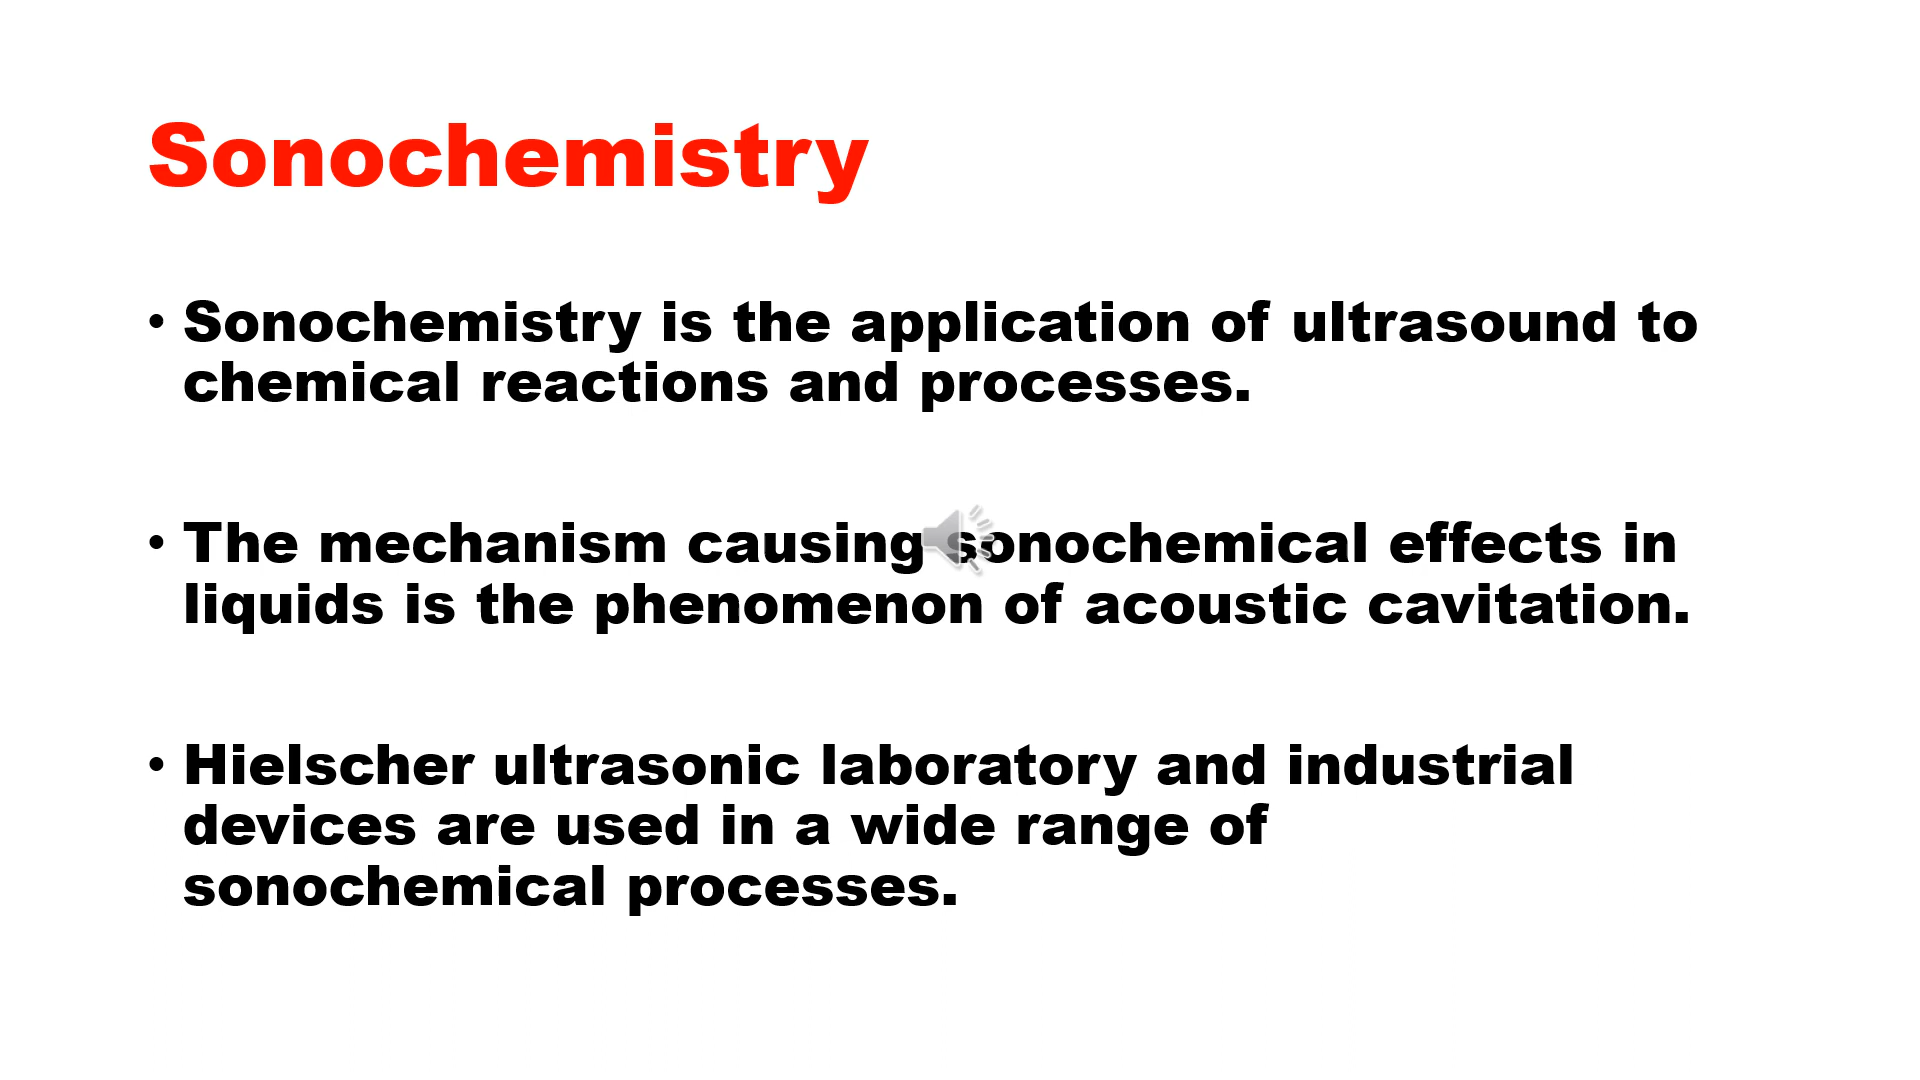 Sonochemistry
• Sonochemistry is the application of ultrasound to
chemical reactions and processes.
• The mechanism causing sonochemical effects in
liquids is the phenomenon of acoustic cavitation.
• Hielscher ultrasonic laboratory and industrial
devices are used in a wide range of
sonochemical processes.